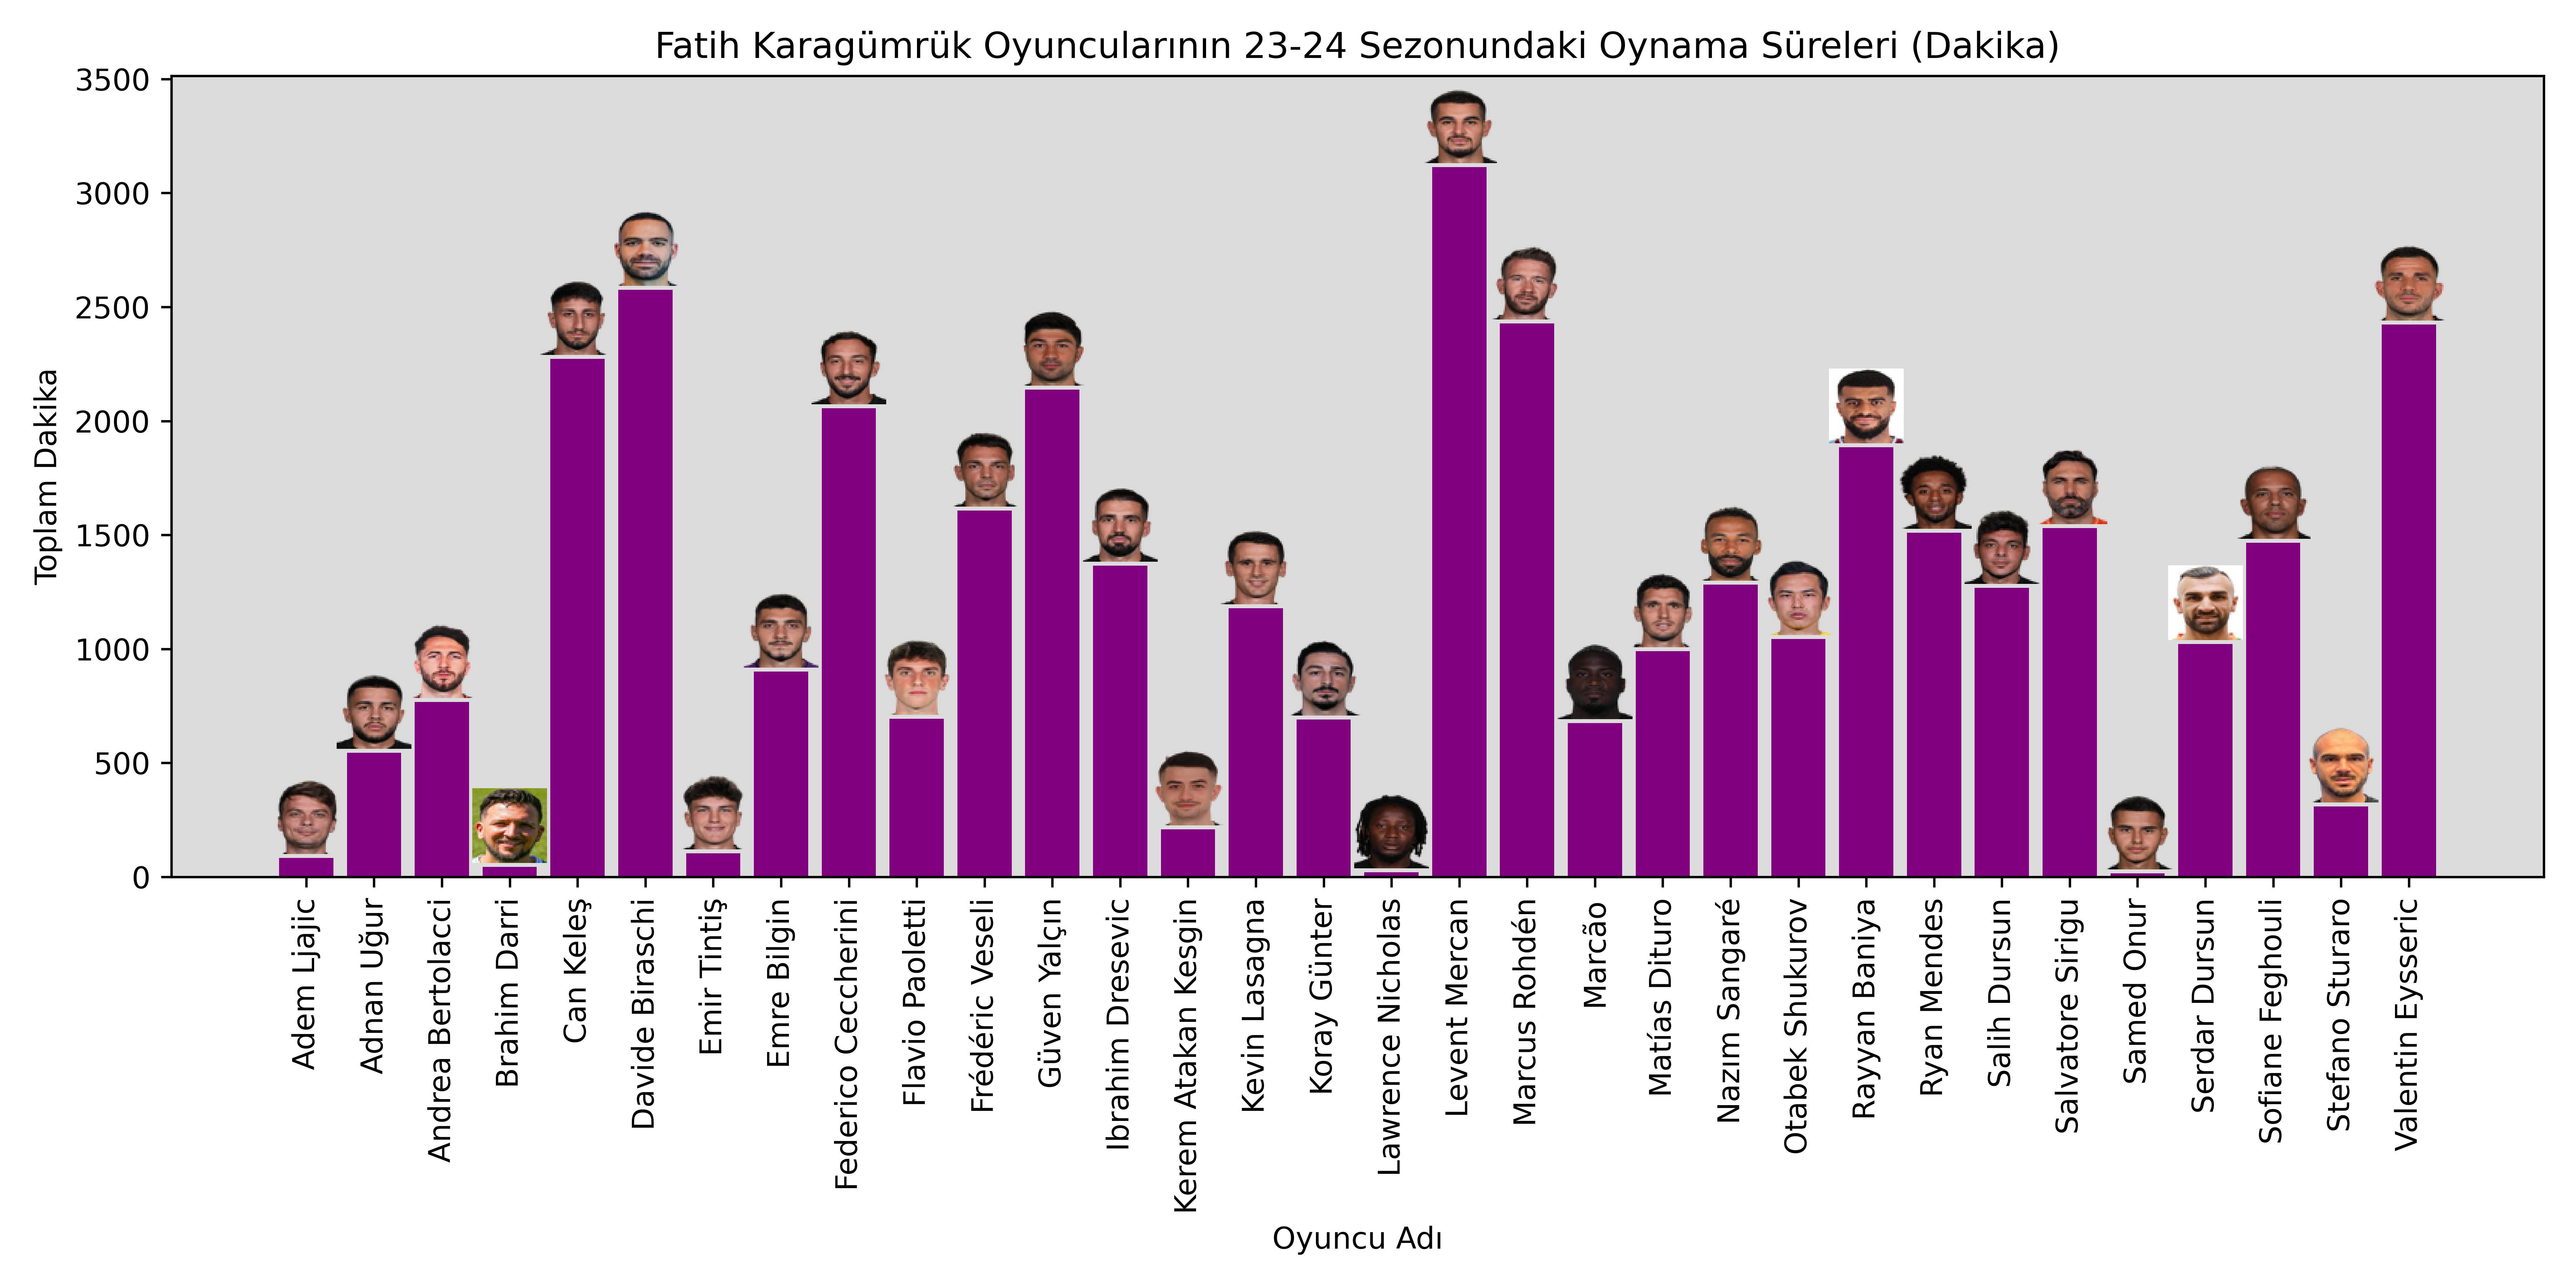 Fatih Karagümrük Oyuncularının 23-24 Sezonundaki Oynama Süreleri (Dakika)
3500
3000
2500
2000
1500
1000
500
0
Toplam Dakika
Adem Ljajic
Adnan Uğur
Andrea Bertolacci
Brahim Darri
Can Keleş
Davide Biraschi
Emir Tintiş
Emre Bilgin
Federico Ceccherini
Flavio Paoletti
Frédéric Veseli
Güven Yalçın
Ibrahim Dresevic
Kerem Atakan Kesgin
Kevin Lasagna
Koray Günter
Lawrence Nicholas
Levent Mercan
Marcus Rohdén
Marcão
Matías Dituro
Nazım Sangaré
Otabek Shukurov
Rayyan Baniya
Ryan Mendes
Salih Dursun
Salvatore Sirigu
Samed Onur
Serdar Dursun
Sofiane Feghouli
Stefano Sturaro
Valentin Eysseric
Oyuncu Adı